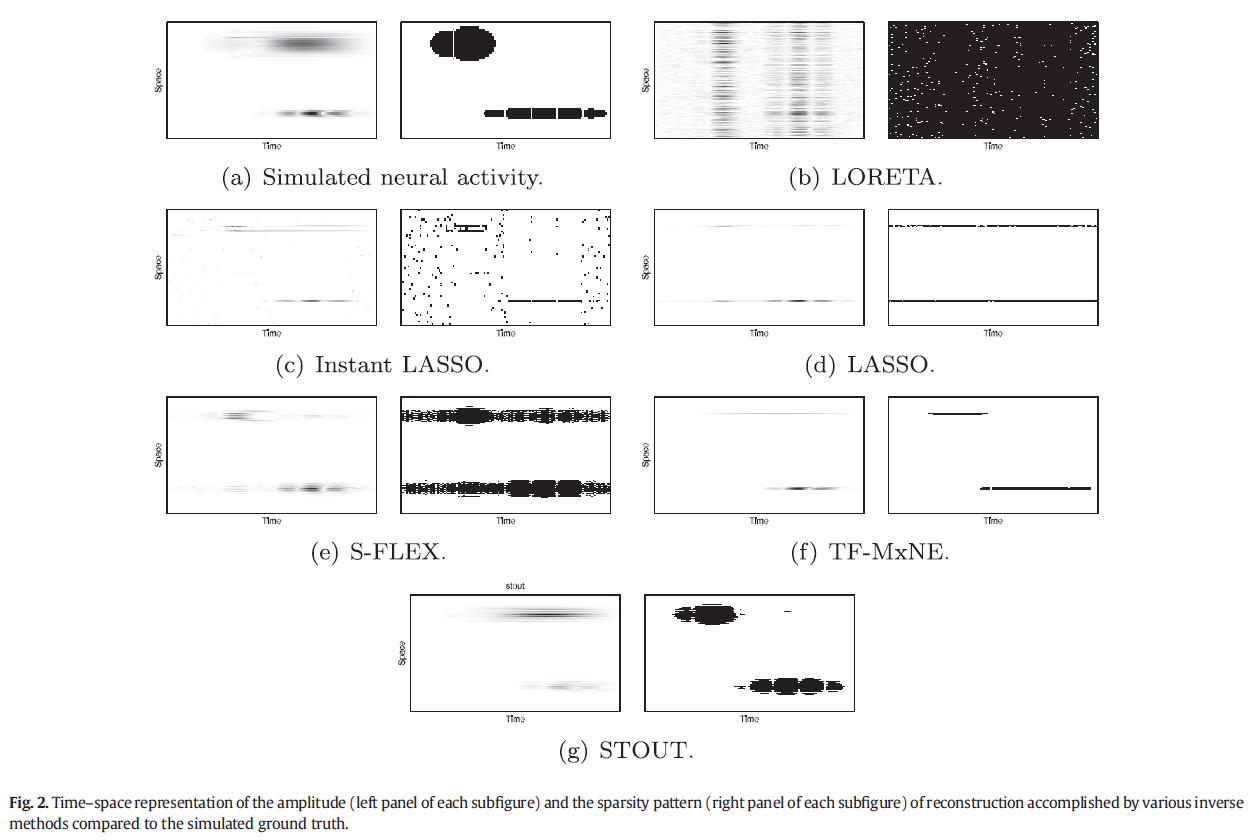 Space
Time
Time
Space
Time
Time
(a) Simulated neural activity.
(b) LORETA.
Space
Time
Time
Space
Time
Time
(c) Instant LASSO.
(d) LASSO.
Space
Time
Time
Space
Time
Time
(e) S-FLEX.
(f) TF-MxNE.
stout
Space
Time
Time
(g) STOUT.
Fig. 2. Time–space representation of the amplitude (left panel of each subfigure) and the sparsity pattern (right panel of each subfigure) of reconstruction accomplished by various inverse
methods compared to the simulated ground truth.